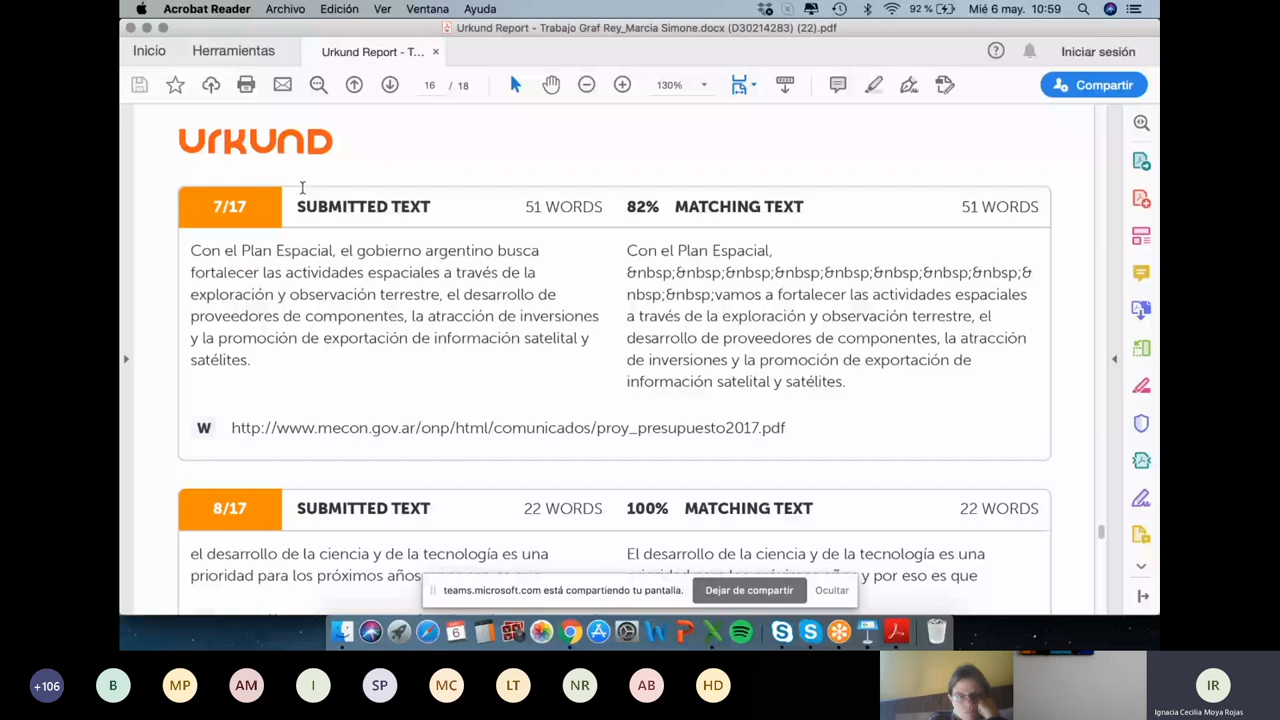 Acrobat Reader Archivo Edición Ver Ventana Ayuda 92 % Mié 6 may. 10:59
Urkund Report - Trabajo Graf Rey_Marcia Simone.docx (D30214283) (22).pdf
Inicio Herramientas Urkund Report - T... × Iniciar sesión
16 / 18 130% Compartir
URKUND
7/17 SUBMITTED TEXT 51 WORDS 82% MATCHING TEXT 51 WORDS
Con el Plan Espacial, el gobierno argentino busca
fortalecer las actividades espaciales a través de la
exploración y observación terrestre, el desarrollo de
proveedores de componentes, la atracción de inversiones
y la promoción de exportación de información satelital y
satélites.
Con el Plan Espacial,
&nbsp;&nbsp;&nbsp;&nbsp;&nbsp;&nbsp;&nbsp;&nbsp;&
nbsp;&nbsp;vamos a fortalecer las actividades espaciales
a través de la exploración y observación terrestre, el
desarrollo de proveedores de componentes, la atracción
de inversiones y la promoción de exportación de
información satelital y satélites.
W http://www.mecon.gov.ar/onp/html/comunicados/proy_presupuesto2017.pdf
8/17 SUBMITTED TEXT 22 WORDS 100% MATCHING TEXT 22 WORDS
el desarrollo de la ciencia y de la tecnología es una
prioridad para los próximos años
El desarrollo de la ciencia y de la tecnología es una
y por eso es que
teams.microsoft.com está compartiendo tu pantalla. Dejar de compartir Ocultar
6
+106 B MP AM I SP MC LT NR AB HD IR
Ignacia Cecilia Moya Rojas